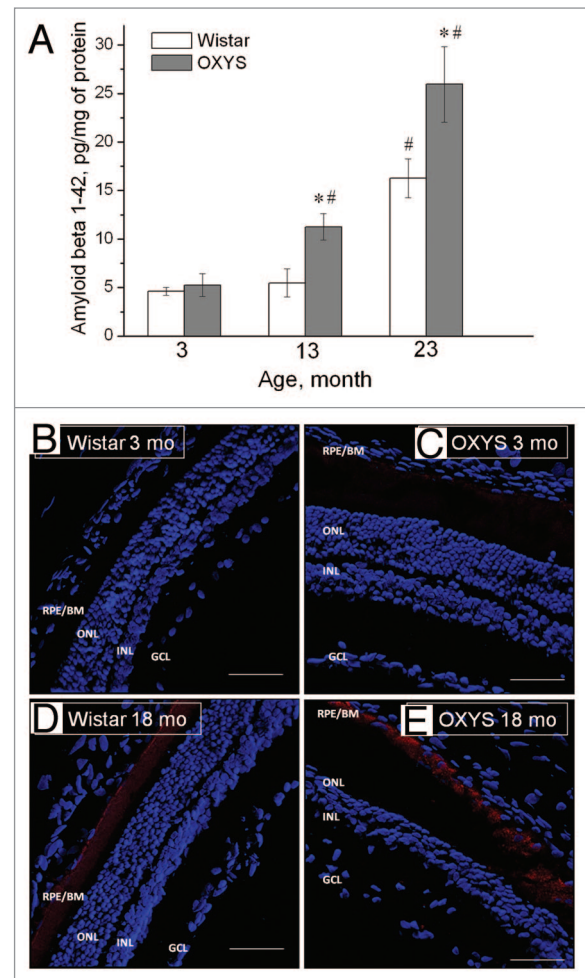 A
Amyloid beta 1-42, pg/mg of protein
30
25
20
15
10
5
0
Wistar
OXYS
*#
#
*#
3 13 23
Age, month
B Wistar 3 mo
RPE/BM
ONL
INL
GCL
C OXYS 3 mo
RPE/BM
ONL
INL
GCL
D Wistar 18 mo
RPE/BM
ONL
INL
GCL
E OXYS 18 mo
RPE/BM
ONL
INL
GCL